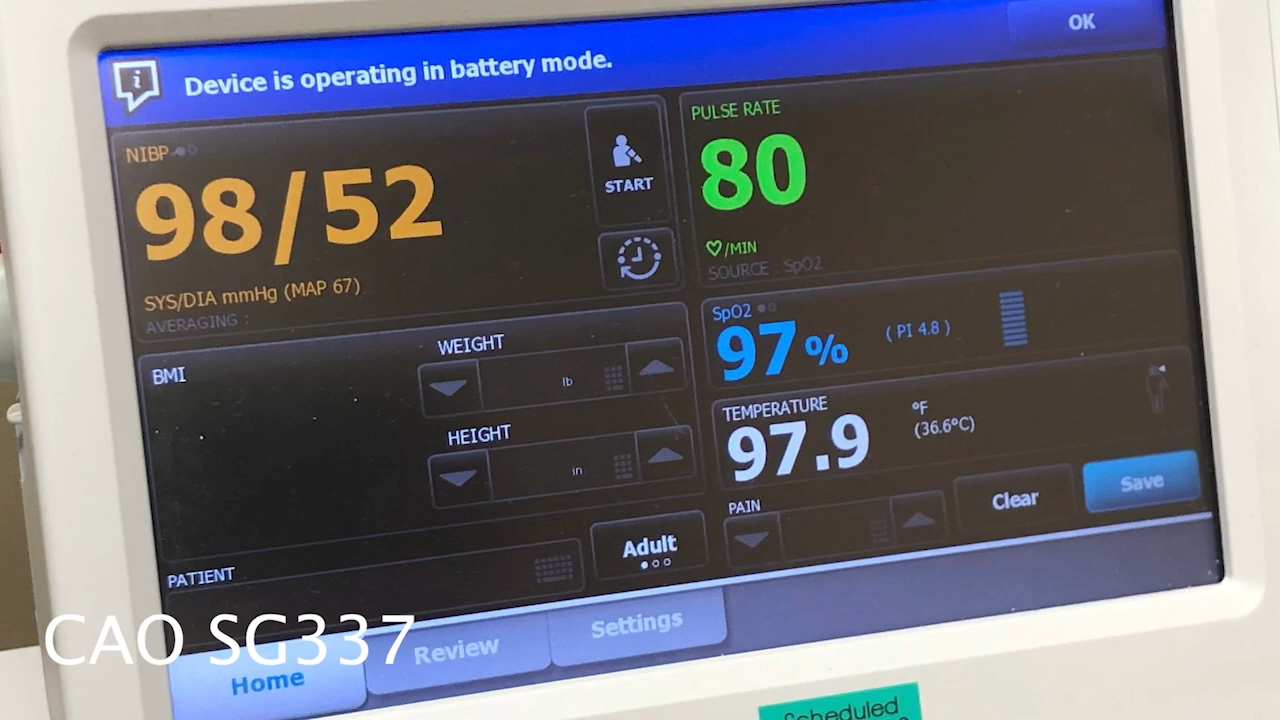 Device is operating in battery mode.
OK
NIBP
98/52
SYS/DIA mmHg (MAP 67)
AVERAGING :
START
PULSE RATE
80
♡/MIN
SOURCE : SpO2
SpO2
97%
( PI 4.8 )
BMI
WEIGHT
lb
HEIGHT
in
TEMPERATURE
97.9
°F
(36.6°C)
PAIN
Clear
Save
PATIENT
Adult
Home
Review
Settings
CAO SG337
Scheduled